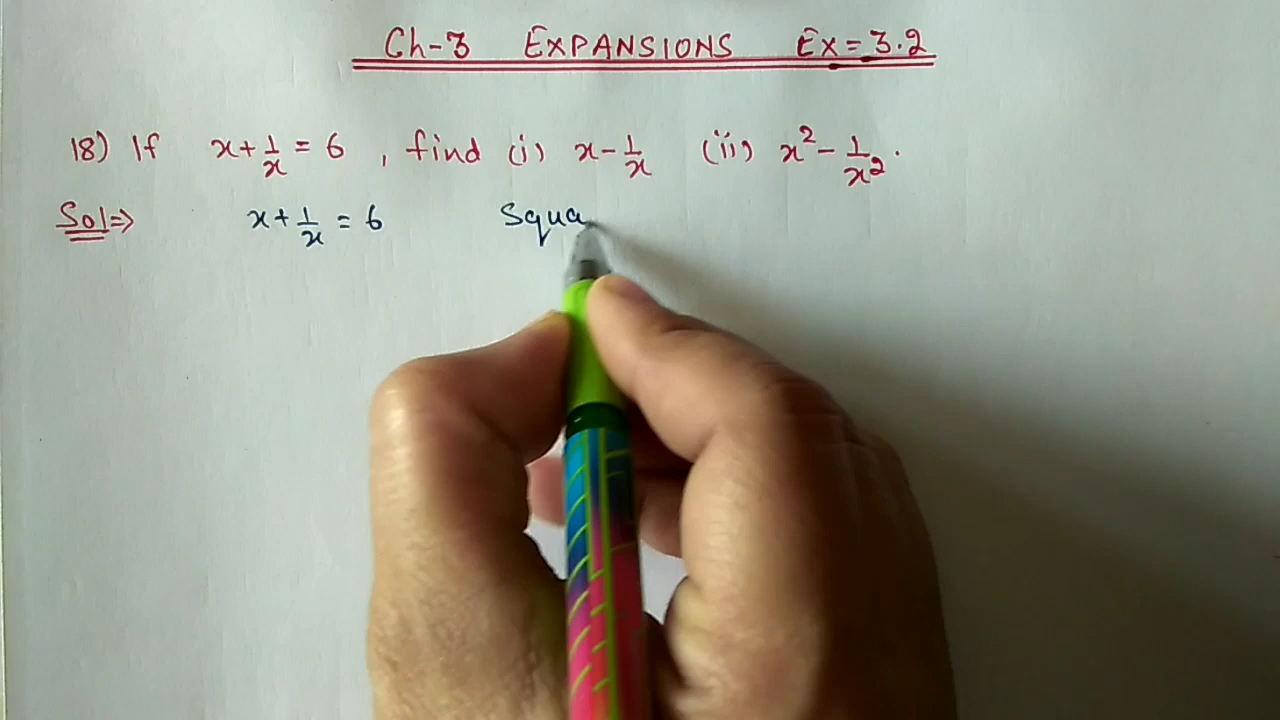 Ch-3 EXPANSIONS Ex = 3.2
18) If x + 1/x = 6 , find (i) x - 1/x (ii) x² - 1/x² .
Sol ⇒ x + 1/x = 6 Squa